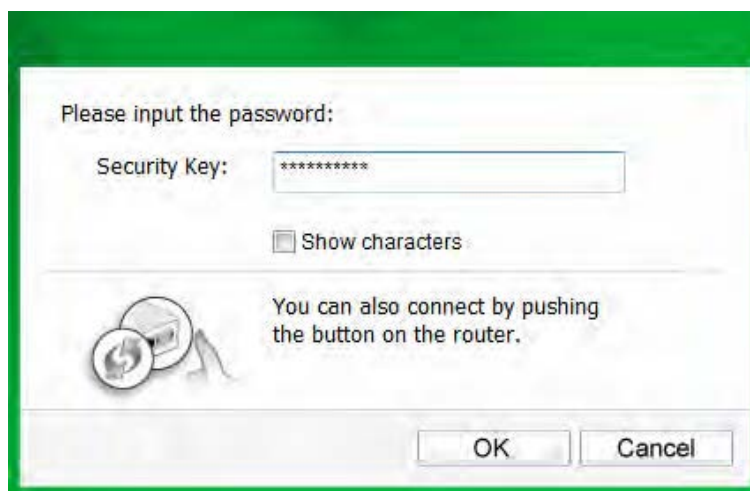 Please input the password:
Security Key: **********
Show characters
You can also connect by pushing
the button on the router.
OK Cancel